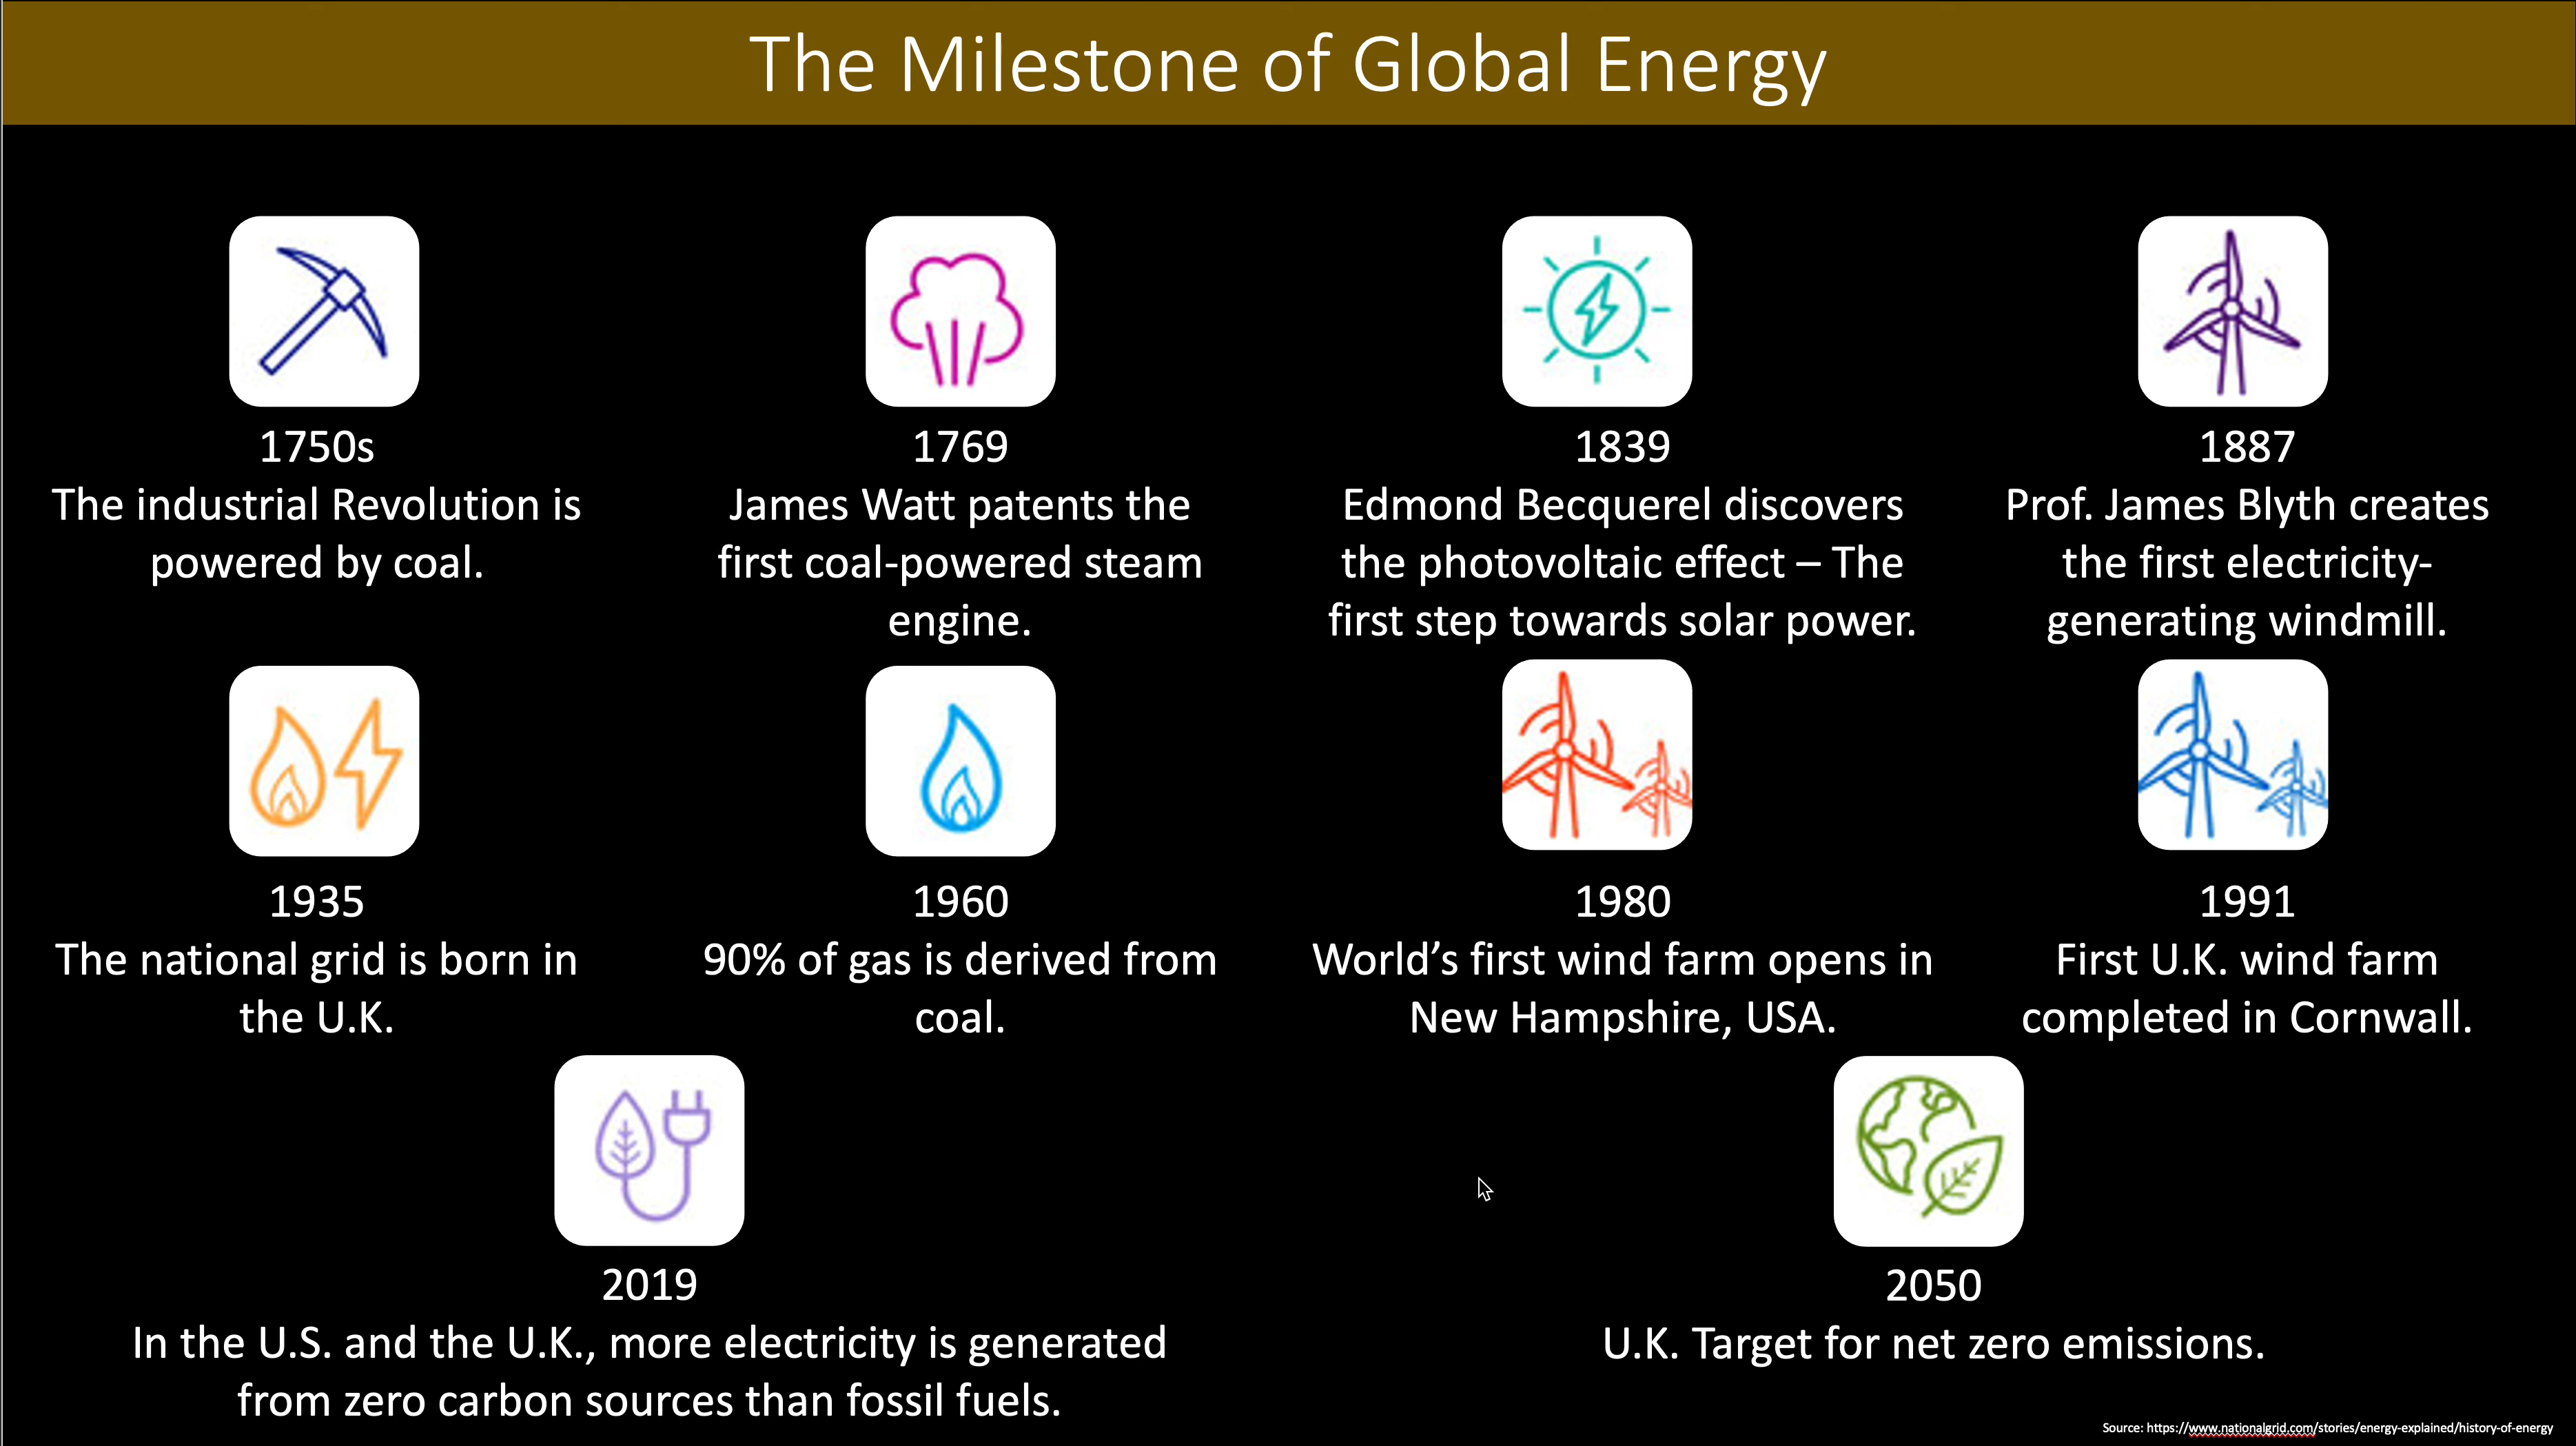 The Milestone of Global Energy
1750s
The industrial Revolution is
powered by coal.
1769
James Watt patents the
first coal-powered steam
engine.
1839
Edmond Becquerel discovers
the photovoltaic effect – The
first step towards solar power.
1887
Prof. James Blyth creates
the first electricity-
generating windmill.
1935
The national grid is born in
the U.K.
1960
90% of gas is derived from
coal.
1980
World’s first wind farm opens in
New Hampshire, USA.
1991
First U.K. wind farm
completed in Cornwall.
2019
In the U.S. and the U.K., more electricity is generated
from zero carbon sources than fossil fuels.
2050
U.K. Target for net zero emissions.
Source: https://www.nationalgrid.com/stories/energy-explained/history-of-energy